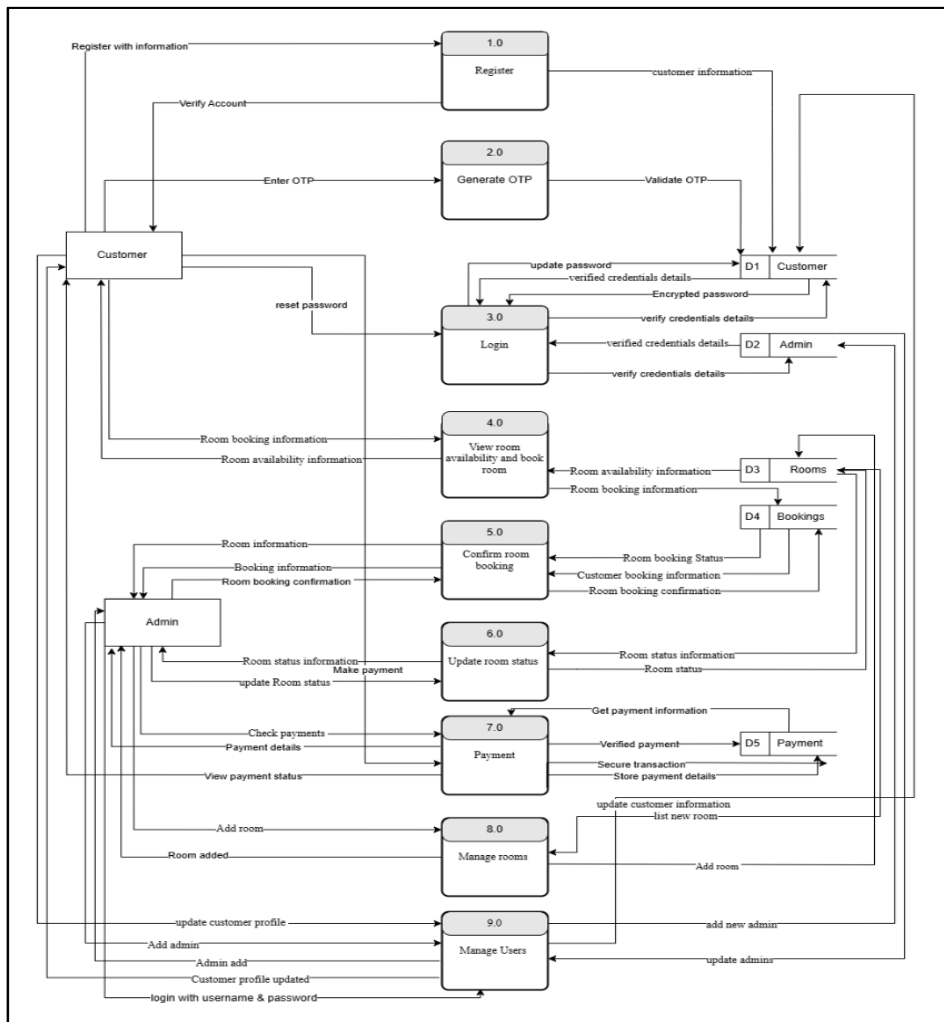 1.0
Register with information
Register
customer information
Verify Account
2.0
Enter OTP
Generate OTP
Validate OTP
Customer
update password
D1
Customer
verified credentials details
Encrypted password
reset password
3.0
verify credentials details
Login
verified credentials details
D2
Admin
verify credentials details
4.0
Room booking information
View room
availability and book
room
Room availability information
Room availability information
D3
Rooms
Room booking information
D4
Bookings
5.0
Room information
Confirm room
booking
Room booking Status
Booking information
Customer booking information
Room booking confirmation
Room booking confirmation
Admin
6.0
Room status information
Update room status
Room status information
Make payment
Room status
update Room status
Get payment information
7.0
Check payments
Payment details
Verified payment
D5
Payment
Payment
Secure transaction
View payment status
Store payment details
update customer information
list new room
8.0
Add room
Room added
Manage rooms
Add room
9.0
update customer profile
add new admin
Add admin
Manage Users
Admin add
update admins
Customer profile updated
login with username & password